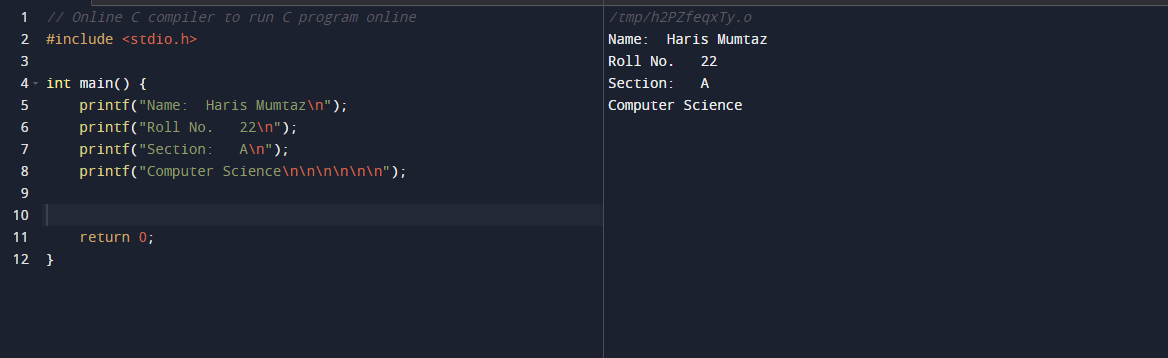 1 // Online C compiler to run C program online
2 #include <stdio.h>
3
4 int main() {
5     printf("Name:  Haris Mumtaz\n");
6     printf("Roll No.   22\n");
7     printf("Section:   A\n");
8     printf("Computer Science\n\n\n\n\n\n");
9
10
11     return 0;
12 }
/tmp/h2PZfeqxTy.o
Name:  Haris Mumtaz
Roll No.   22
Section:   A
Computer Science